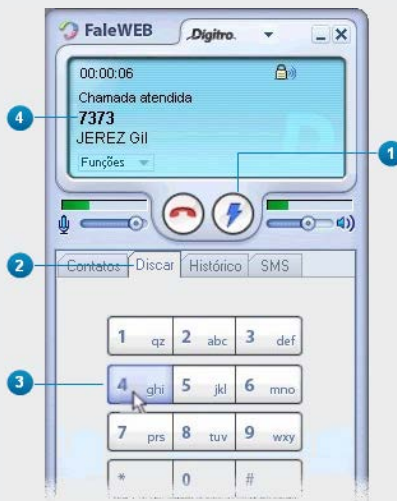 FaleWEB Dígitro
00:00:06
Chamada atendida
4
7373
JEREZ Gil
1
Funções
2
Contatos Discar Histórico SMS
1 qz 2 abc 3 def
3
4 ghi 5 jkl 6 mno
7 prs 8 tuv 9 wxy
* 0 #